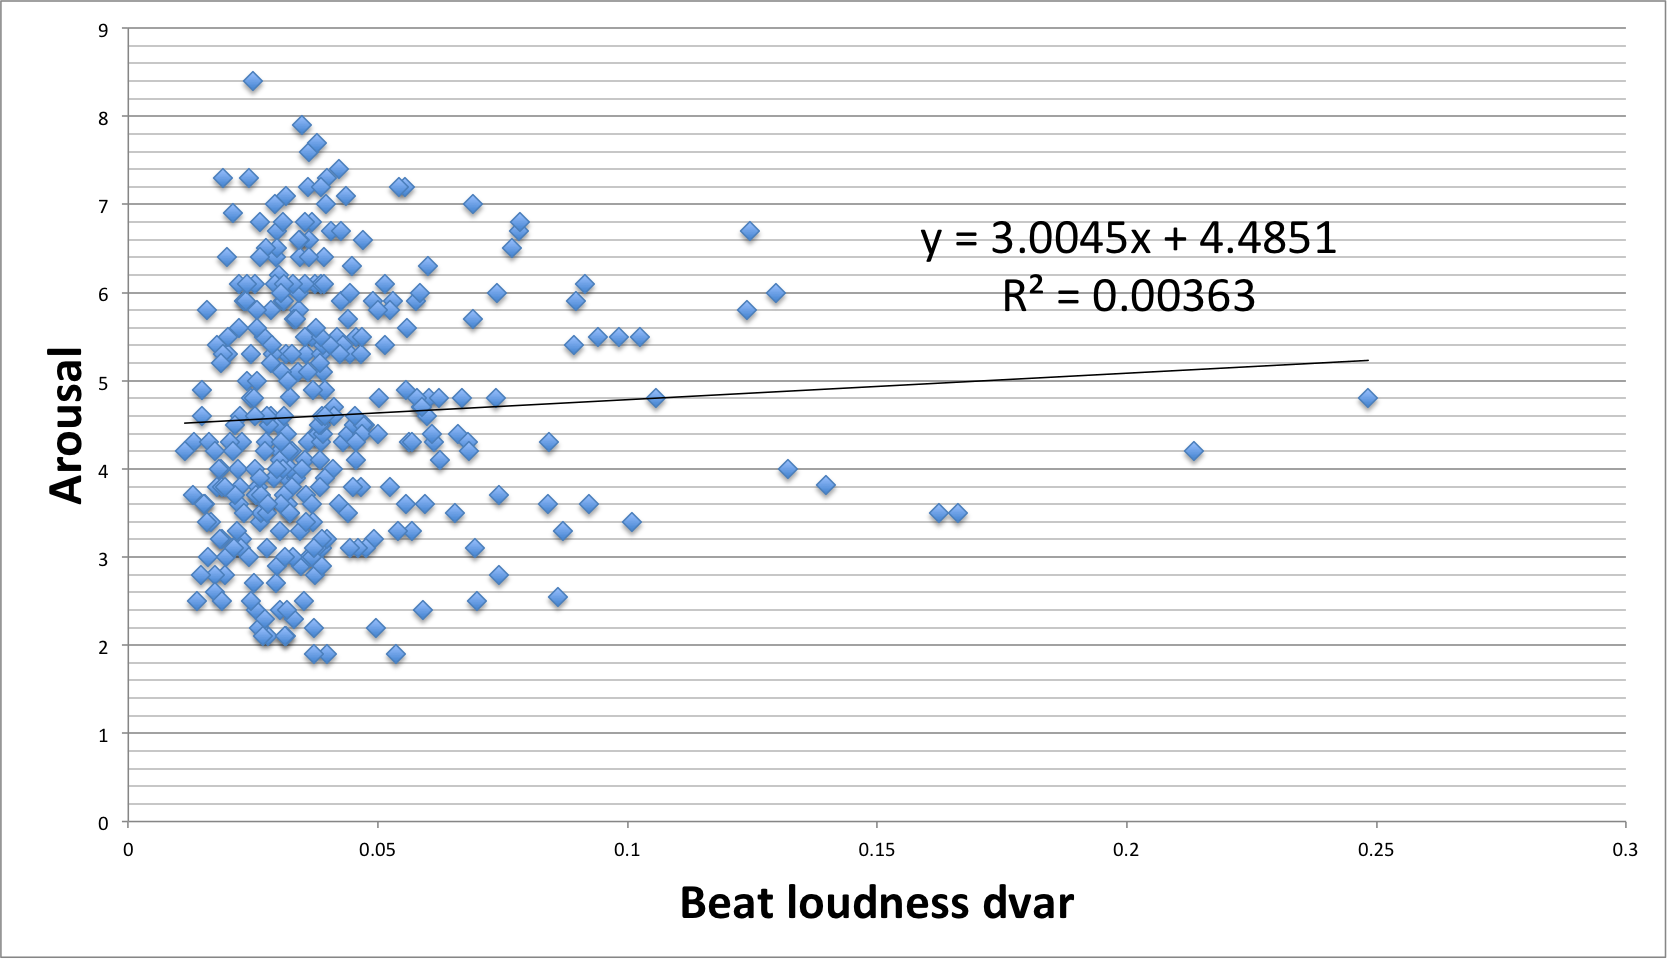 9
8
7
6
5
4
3
2
1
0
Arousal
y = 3.0045x + 4.4851
R² = 0.00363
0 0.05 0.1 0.15 0.2 0.25 0.3
Beat loudness dvar